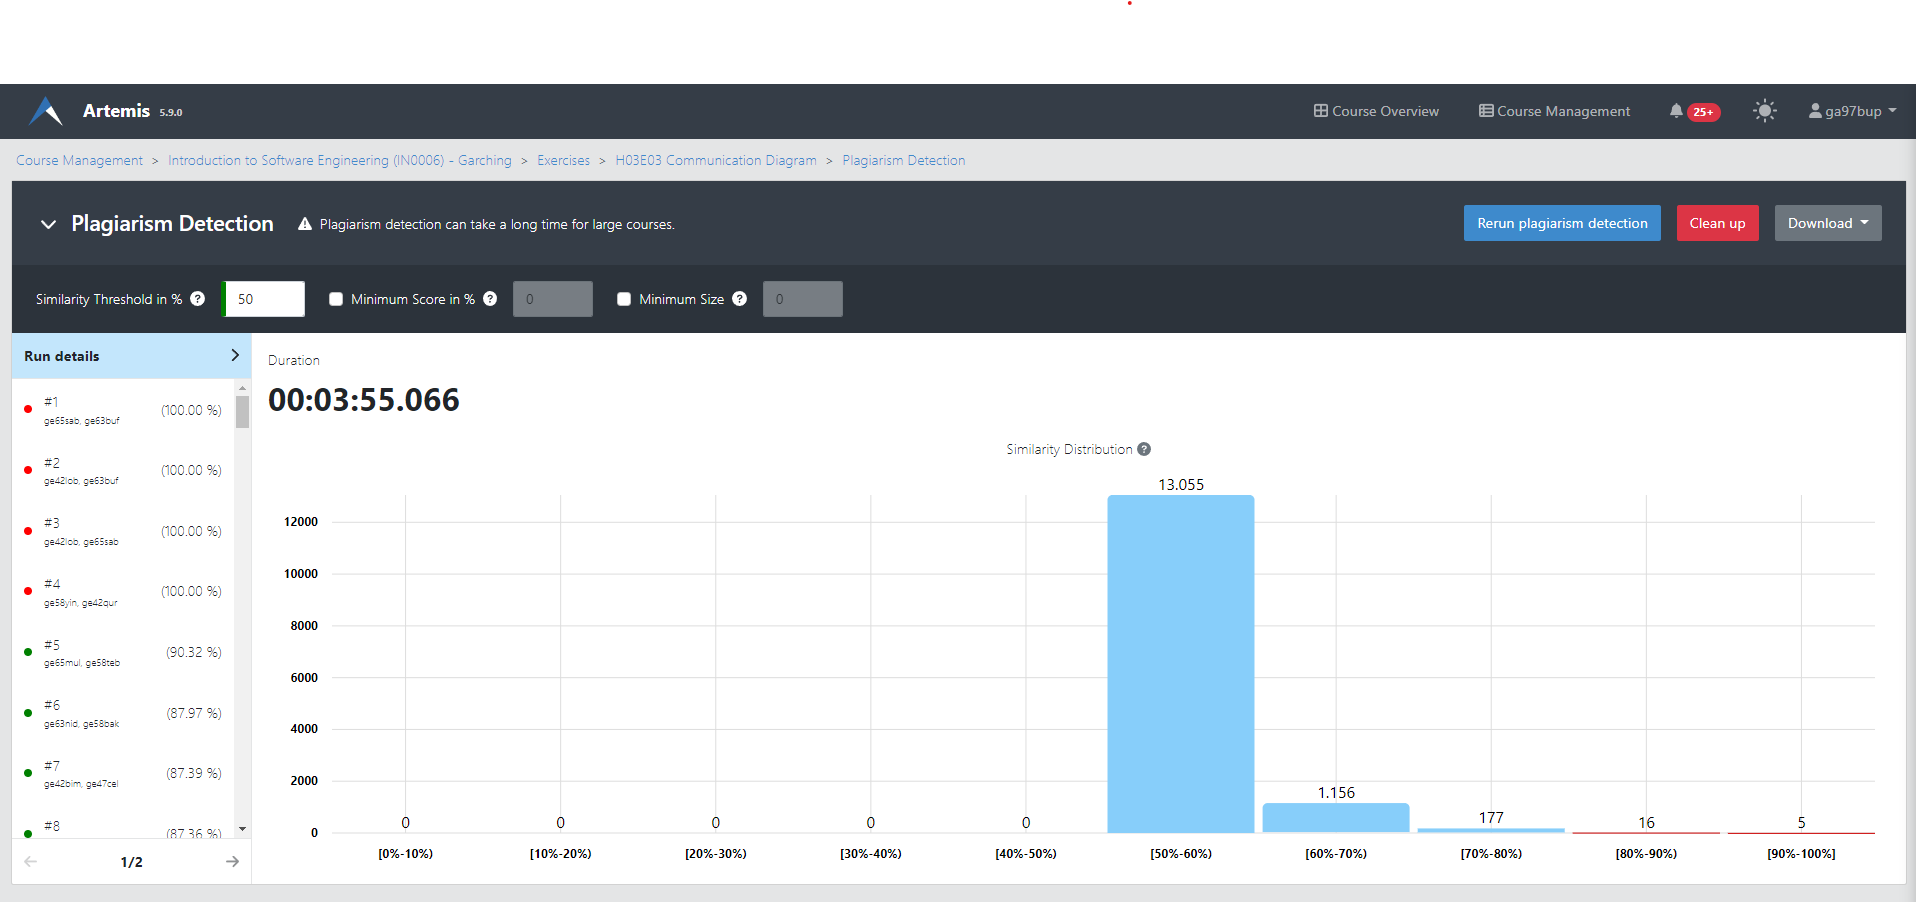 Artemis 5.9.0
Course Overview
Course Management
25+
ga97bup
Course Management > Introduction to Software Engineering (IN0006) - Garching > Exercises > H03E03 Communication Diagram > Plagiarism Detection
Plagiarism Detection
Plagiarism detection can take a long time for large courses.
Rerun plagiarism detection
Clean up
Download
Similarity Threshold in % ? 50
Minimum Score in % ? 0
Minimum Size ? 0
Run details
#1
ge65sab, ge63buf
(100.00 %)
#2
ge42lob, ge63buf
(100.00 %)
#3
ge42lob, ge65sab
(100.00 %)
#4
ge58yin, ge42qur
(100.00 %)
#5
ge65mul, ge58teb
(90.32 %)
#6
ge63nid, ge58bak
(87.97 %)
#7
ge42bim, ge47cel
(87.39 %)
#8
(87.36 %)
1/2
Duration
00:03:55.066
Similarity Distribution ?
12000
10000
8000
6000
4000
2000
0
0
0
0
0
0
13.055
1.156
177
16
5
[0%-10%)
[10%-20%)
[20%-30%)
[30%-40%)
[40%-50%)
[50%-60%)
[60%-70%)
[70%-80%)
[80%-90%)
[90%-100%]